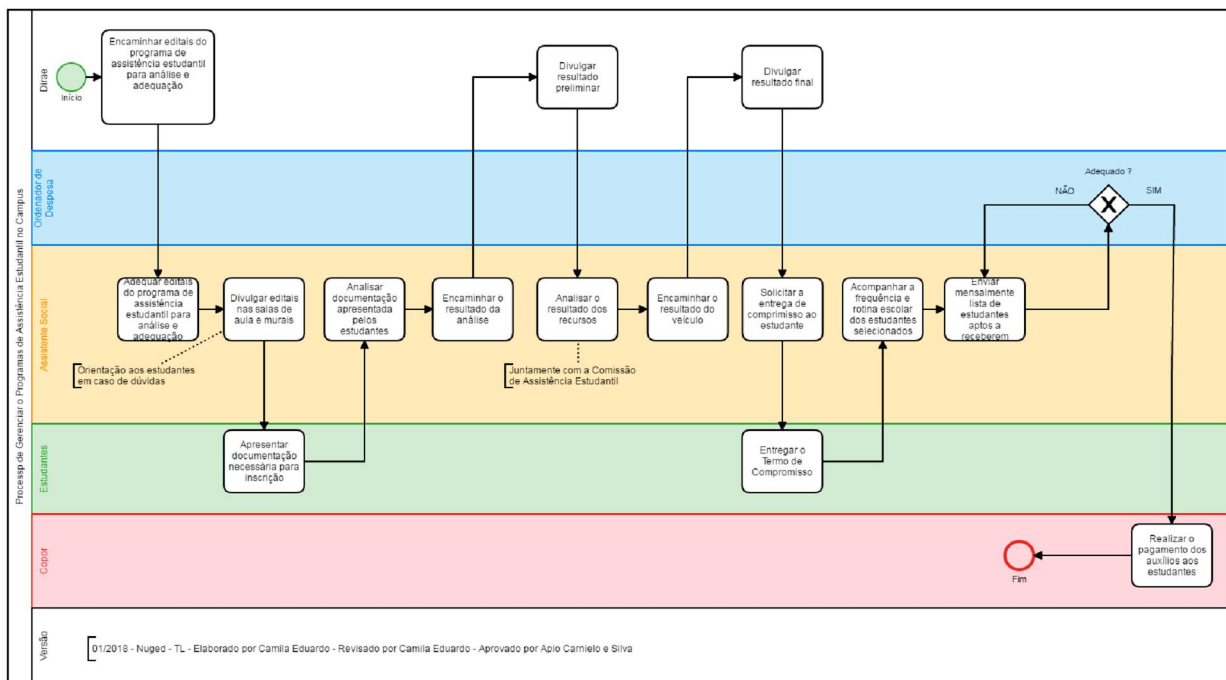 Processp de Gerenciar o Programas de Assistência Estudantil no Campus
Dirae
Início
Encaminhar editais do
programa de
assistência estudantil
para análise e
adequação
Divulgar
resultado
preliminar
Divulgar
resultado final
Ordenador de
Despesa
Adequado ?
NÃO
SIM
X
Assistente Social
Adequar editais
do programa de
assistência
estudantil para
análise e
adequação
Divulgar editais
nas salas de
aula e murais
Analisar
documentação
apresentada
pelos
estudantes
Encaminhar o
resultado da
análise
Analisar o
resultado dos
recursos
Encaminhar o
resultado do
veículo
Solicitar a
entrega de
comprimisso ao
estudante
Acompanhar a
frequência e
rotina escolar
dos estudantes
selecionados
Enviar
mensalmente
lista de
estudantes
aptos a
receberem
Orientação aos estudantes
em caso de dúvidas
Juntamente com a Comissão
de Assistência Estudantil
Estudantes
Apresentar
documentação
necessária para
inscrição
Entregar o
Termo de
Compromisso
Copor
Fim
Realizar o
pagamento dos
auxílios aos
estudantes
Versão
01/2018 - Nuged - TL - Elaborado por Camila Eduardo - Revisado por Camila Eduardo - Aprovado por Apio Carnielo e Silva